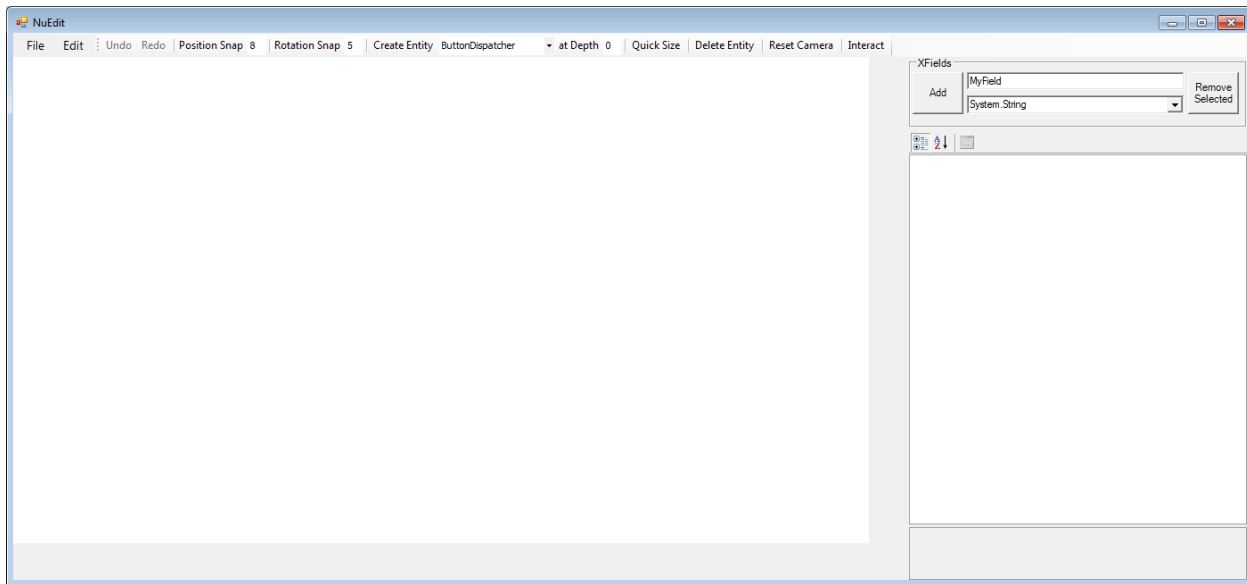 NuEdit
File Edit Undo Redo Position Snap 8 Rotation Snap 5 Create Entity ButtonDispatcher at Depth 0 Quick Size Delete Entity Reset Camera Interact
XFields
Add MyField Remove Selected
System.String
A
Z